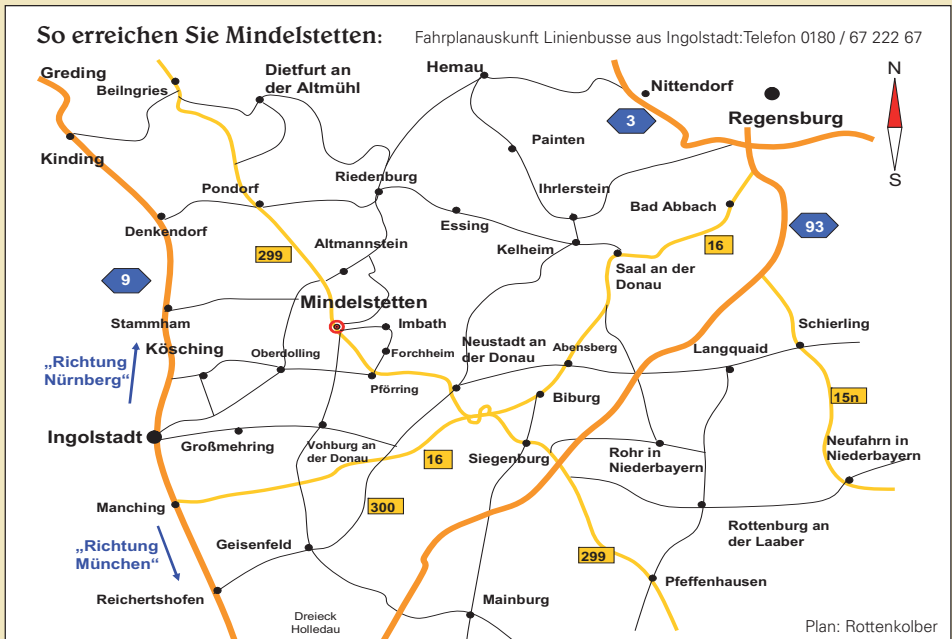 So erreichen Sie Mindelstetten:
Fahrplanauskunft Linienbusse aus Ingolstadt:Telefon 0180 / 67 222 67
Greding
Beilngries
Dietfurt an
der Altmühl
Hemau
Nittendorf
N
3
Regensburg
Kinding
Painten
S
Riedenburg
Pondorf
Ihrlerstein
Bad Abbach
Denkendorf
Essing
93
Altmannstein
Kelheim
16
299
Saal an der
Donau
9
Mindelstetten
Stammham
Imbath
Schierling
Kösching
Oberdolling
Forchheim
Neustadt an
der Donau
Abensberg
Langquaid
„Richtung
Nürnberg“
Pförring
Biburg
15n
Ingolstadt
Großmehring
Vohburg an
der Donau
16
Siegenburg
Rohr in
Niederbayern
Neufahrn in
Niederbayern
Manching
300
Rottenburg an
der Laaber
„Richtung
München“
Geisenfeld
299
Pfeffenhausen
Reichertshofen
Mainburg
Dreieck
Holledau
Plan: Rottenkolber